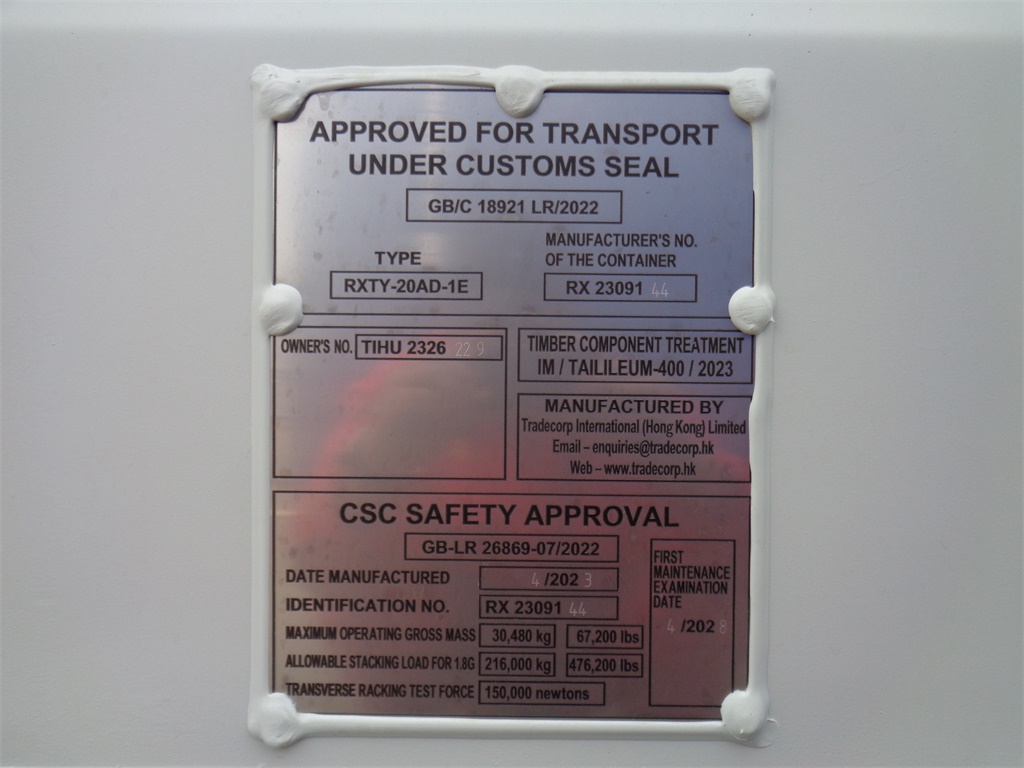 APPROVED FOR TRANSPORT
UNDER CUSTOMS SEAL
GB/C 18921 LR/2022
TYPE
RXTY-20AD-1E
MANUFACTURER'S NO.
OF THE CONTAINER
RX 23091 44
OWNER'S NO. TIHU 2326 22 9
TIMBER COMPONENT TREATMENT
IM / TAILILEUM-400 / 2023
MANUFACTURED BY
Tradecorp International (Hong Kong) Limited
Email – enquiries@tradecorp.hk
Web – www.tradecorp.hk
CSC SAFETY APPROVAL
GB-LR 26869-07/2022
DATE MANUFACTURED 4 /202 3
IDENTIFICATION NO. RX 23091 44
MAXIMUM OPERATING GROSS MASS 30,480 kg 67,200 lbs
ALLOWABLE STACKING LOAD FOR 1.8G 216,000 kg 476,200 lbs
TRANSVERSE RACKING TEST FORCE 150,000 newtons
FIRST
MAINTENANCE
EXAMINATION
DATE
4 /202 8